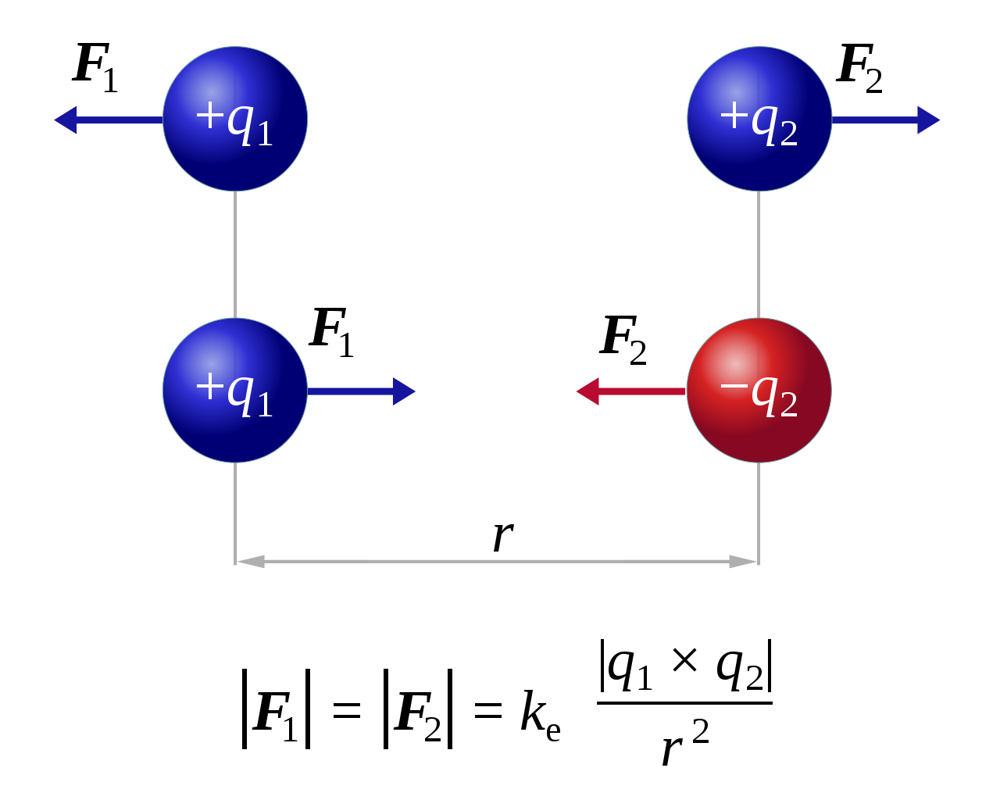 F₁ +q₁ +q₂ F₂
+q₁ F₁ F₂ −q₂
r
|F₁| = |F₂| = kₑ |q₁ × q₂| / r²